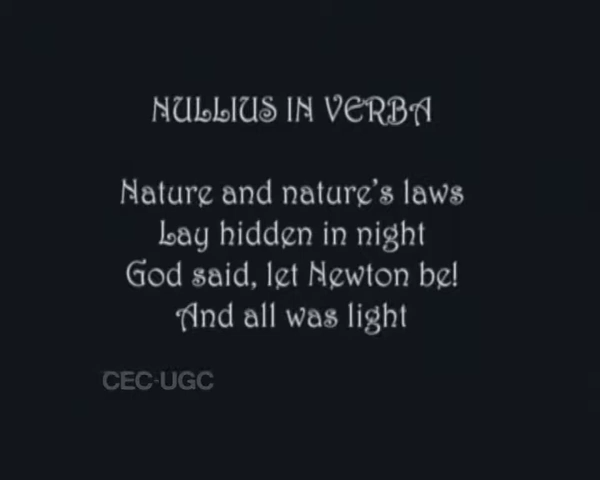 NULLIUS IN VERBA
Nature and nature's laws
Lay hidden in night
God said, let Newton be!
And all was light
CEC-UGC